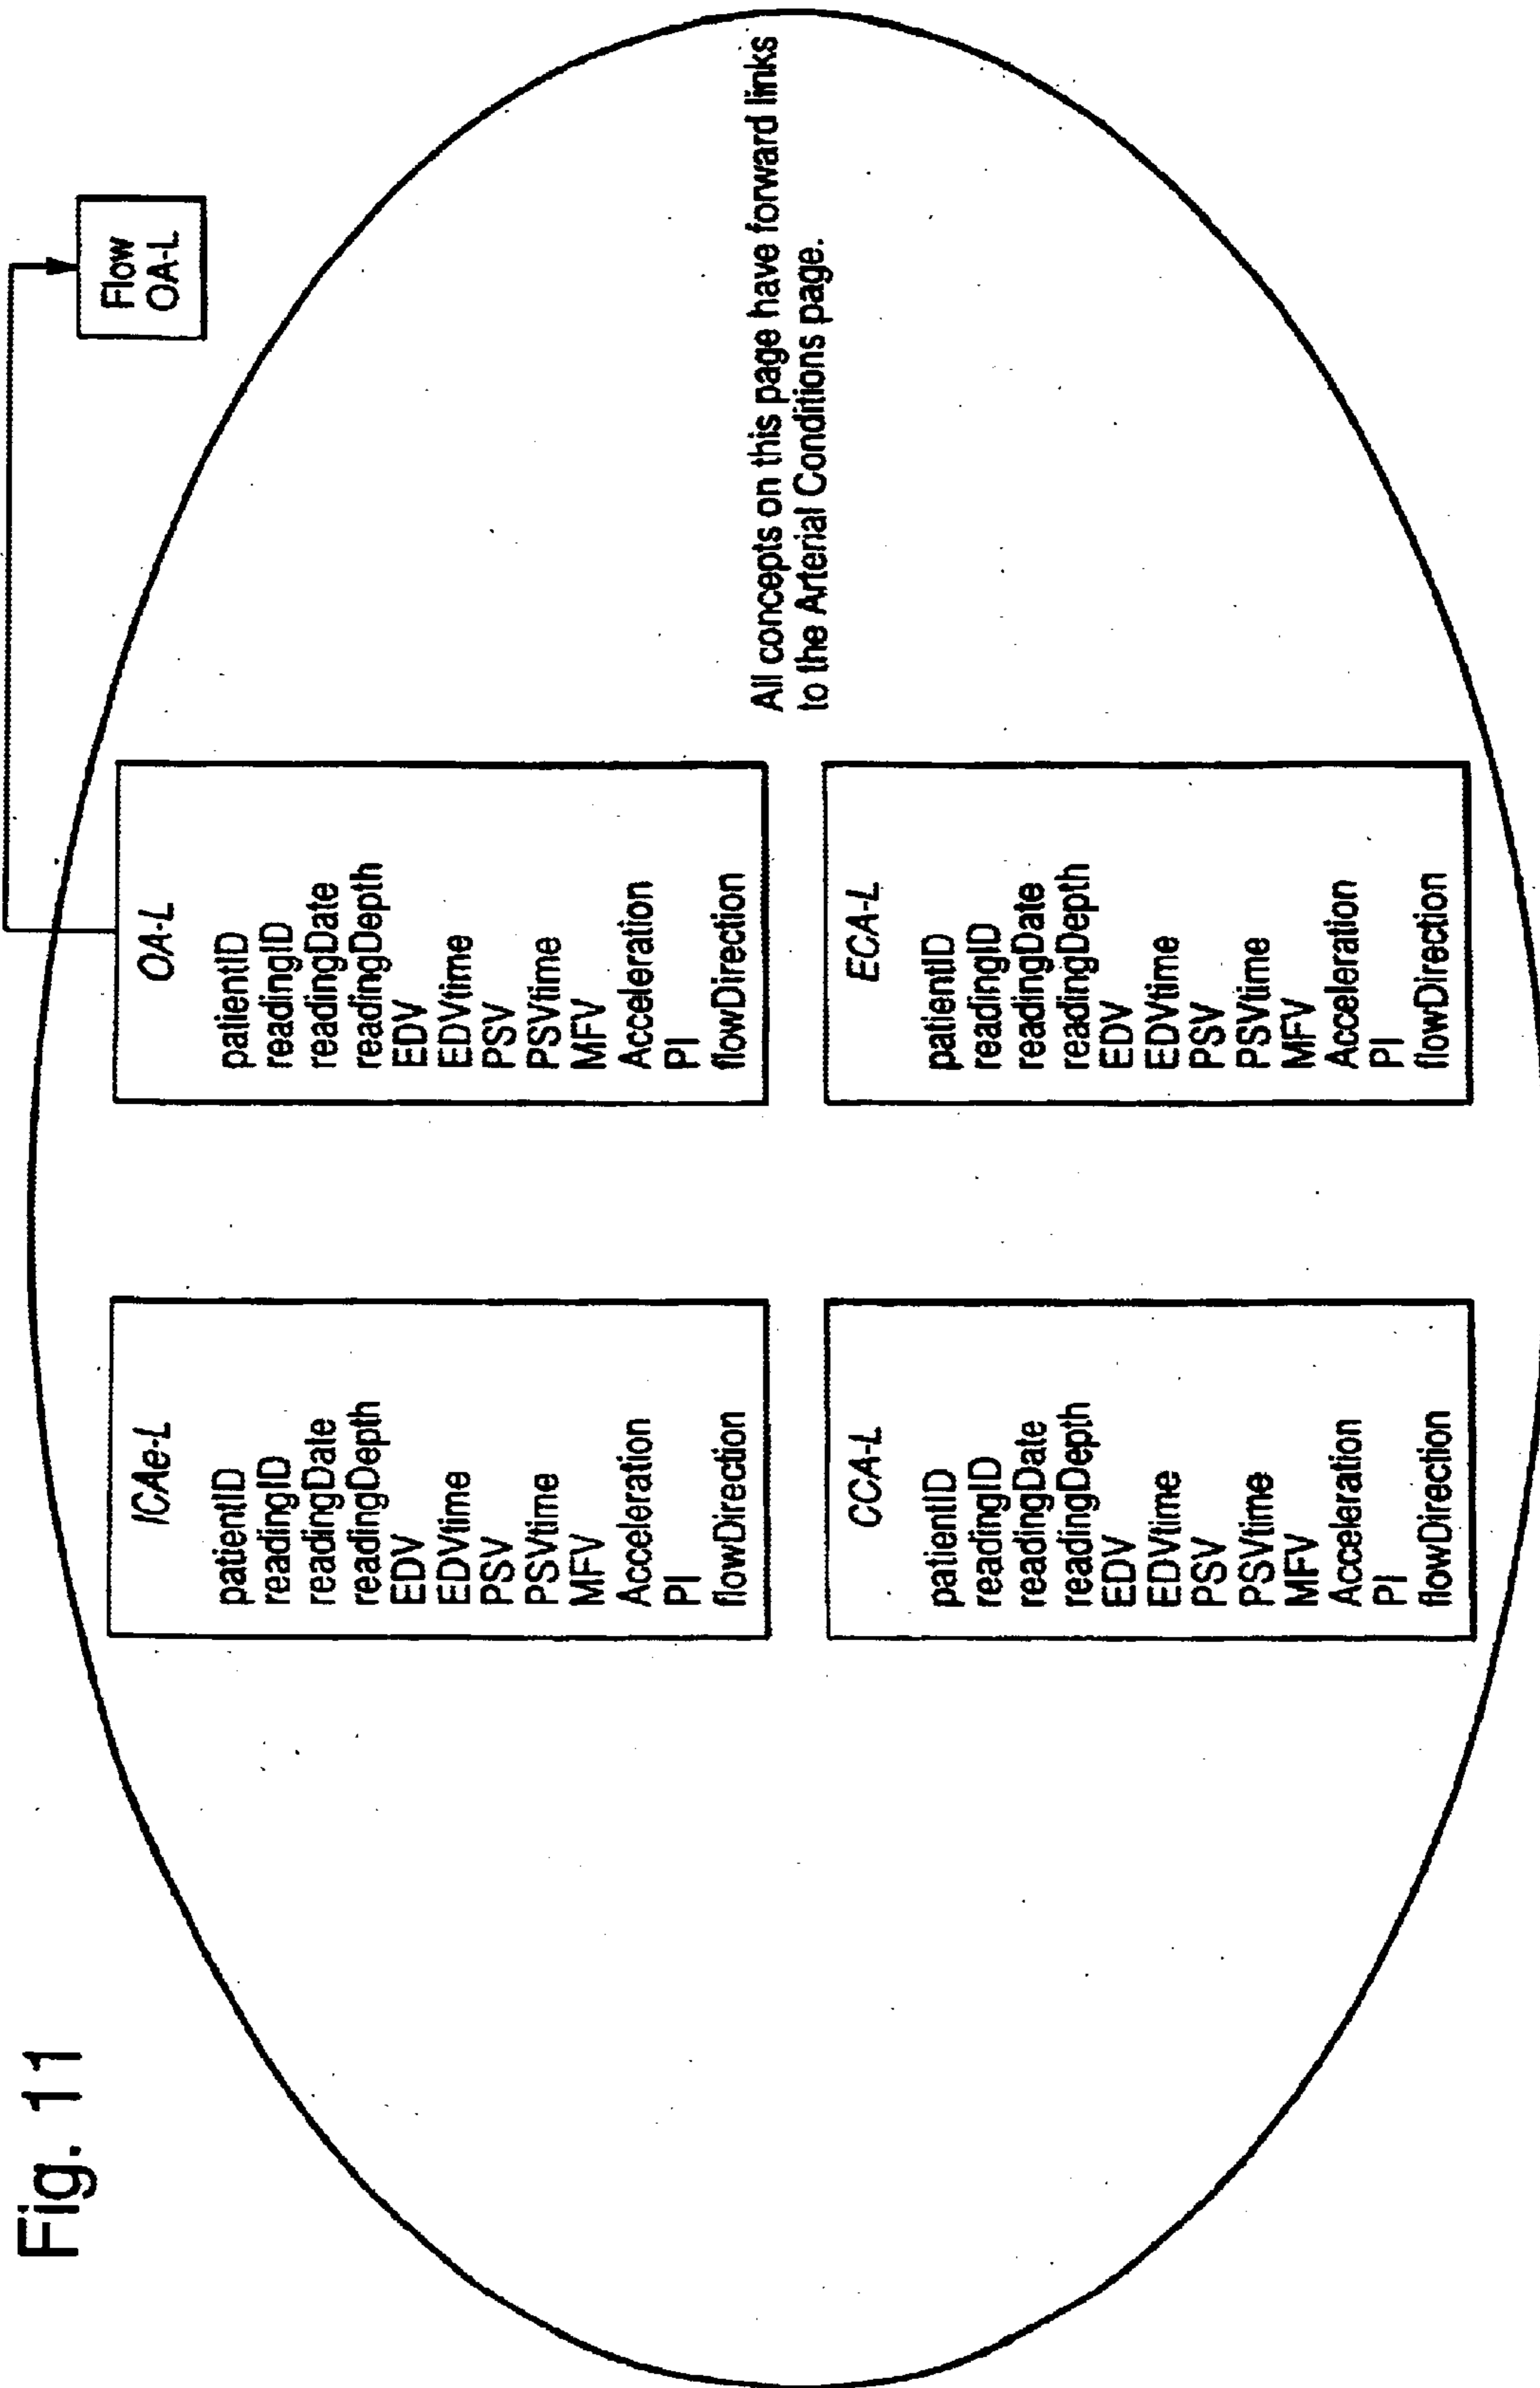 Fig. 11
Flow
OA-L
ICAe-L
patientID
readingID
readingDate
readingDepth
EDV
EDVtime
PSV
PSVtime
MFV
Acceleration
PI
flowDirection
OA-L
patientID
readingID
readingDate
readingDepth
EDV
EDVtime
PSV
PSVtime
MFV
Acceleration
PI
flowDirection
CCA-L
patientID
readingID
readingDate
readingDepth
EDV
EDVtime
PSV
PSVtime
MFV
Acceleration
PI
flowDirection
ECA-L
patientID
readingID
readingDate
readingDepth
EDV
EDVtime
PSV
PSVtime
MFV
Acceleration
PI
flowDirection
All concepts on this page have forward links
to the Arterial Conditions page.